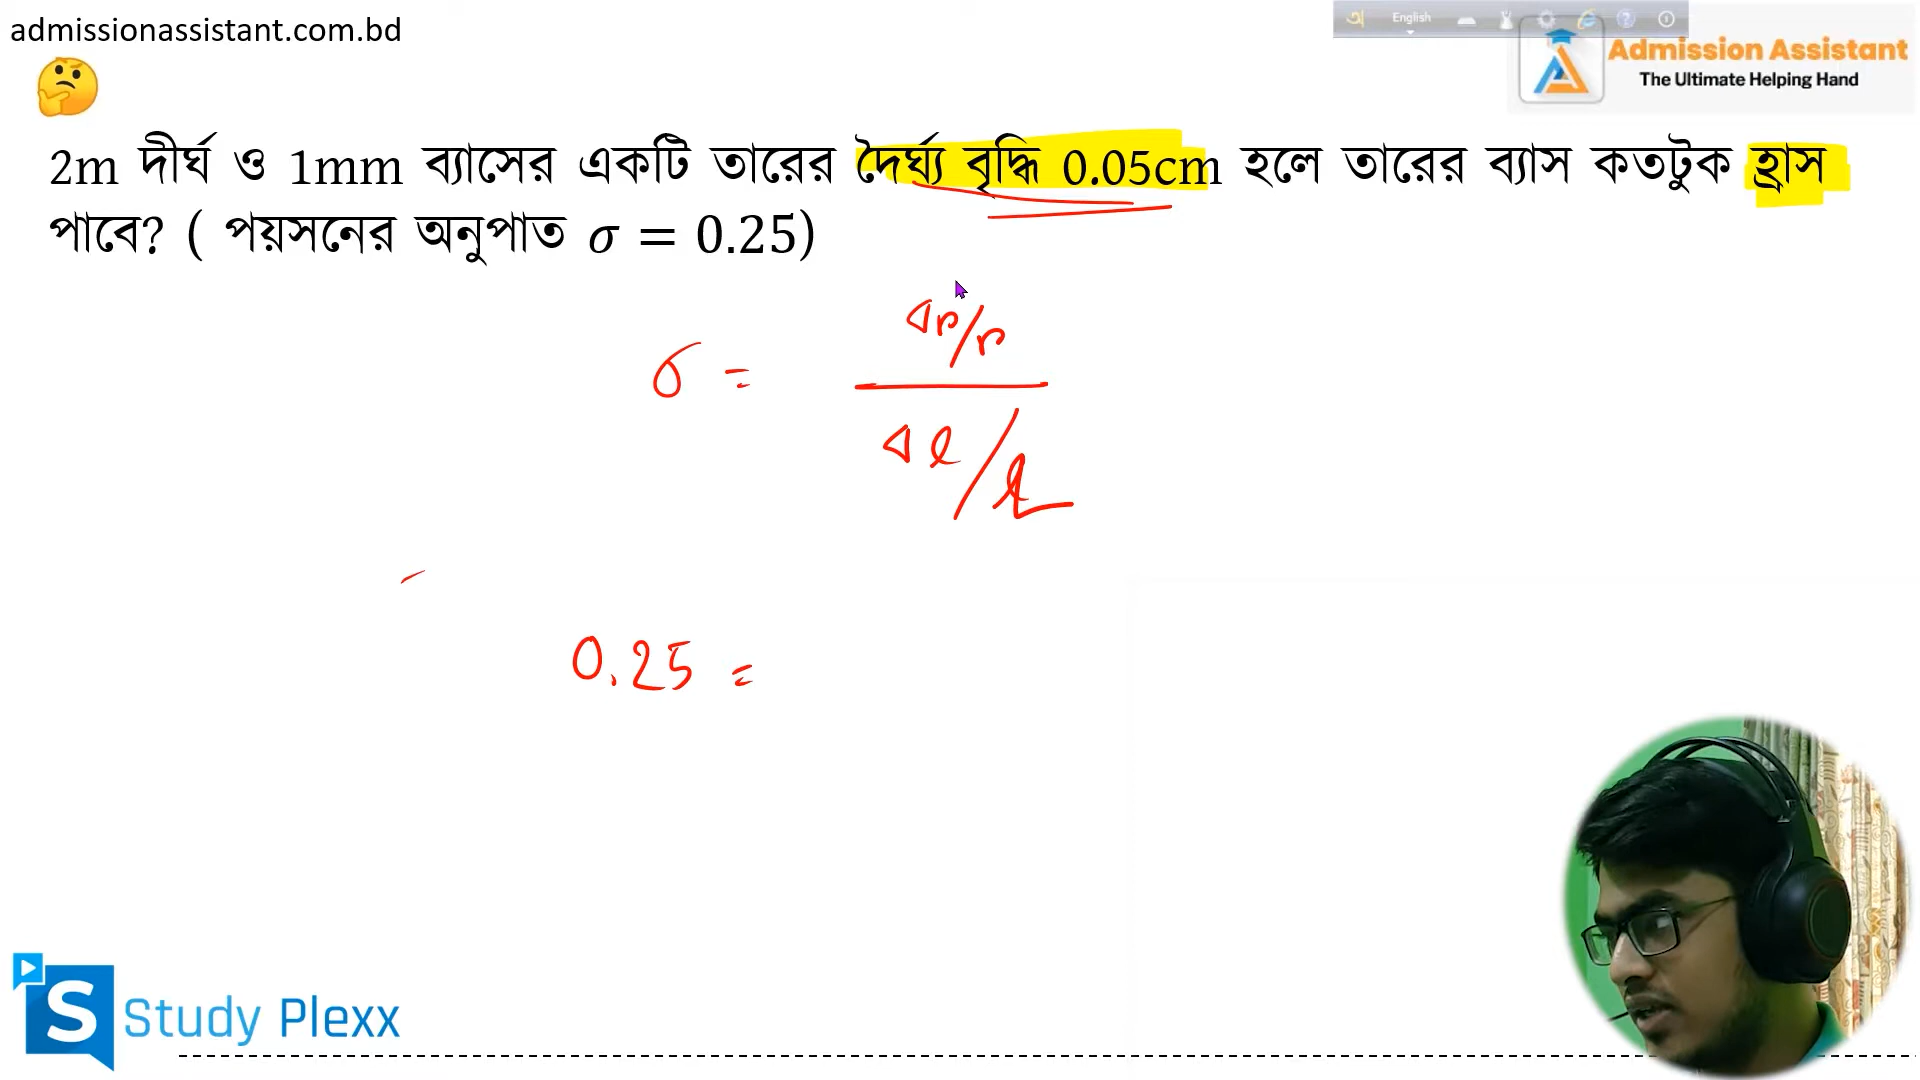 admissionassistant.com.bd
English
Admission Assistant
The Ultimate Helping Hand
2m দীর্ঘ ও 1mm ব্যাসের একটি তারের দৈর্ঘ্য বৃদ্ধি 0.05cm হলে তারের ব্যাস কতটুক হ্রাস
পাবে? ( পয়সনের অনুপাত σ = 0.25)
Δr/r
σ =
Δl/l
0.25 =
S Study Plexx